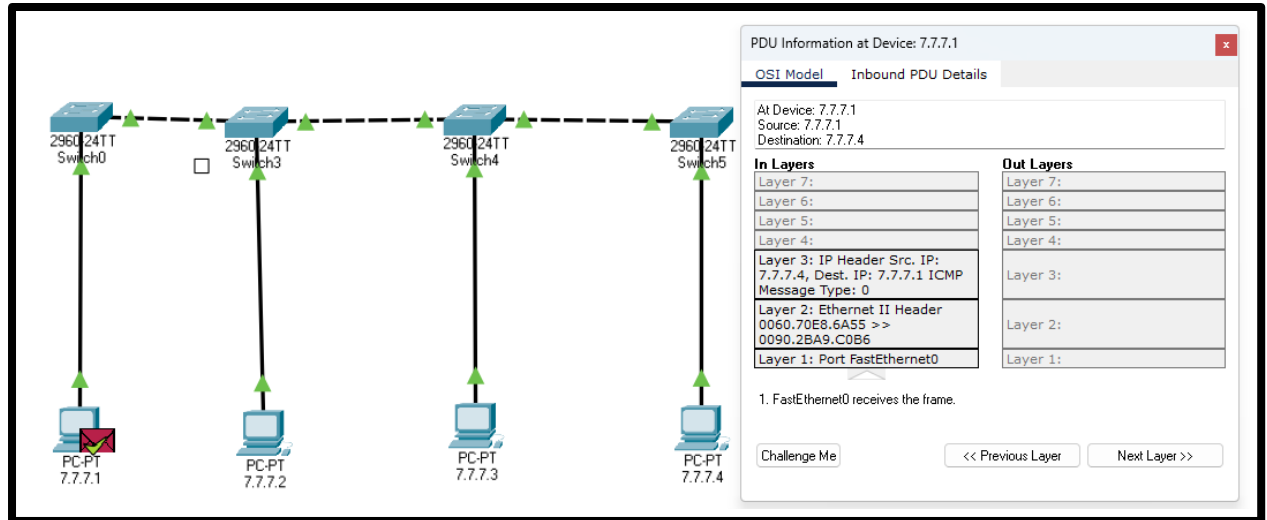 2960-24TT
Switch0
2960-24TT
Switch3
2960-24TT
Switch4
2960-24TT
Switch5
PC-PT
7.7.7.1
PC-PT
7.7.7.2
PC-PT
7.7.7.3
PC-PT
7.7.7.4
PDU Information at Device: 7.7.7.1
x
OSI Model Inbound PDU Details
At Device: 7.7.7.1
Source: 7.7.7.1
Destination: 7.7.7.4
In Layers
Layer 7:
Layer 6:
Layer 5:
Layer 4:
Layer 3: IP Header Src. IP:
7.7.7.4, Dest. IP: 7.7.7.1 ICMP
Message Type: 0
Layer 2: Ethernet II Header
0060.70E8.6A55 >>
0090.2BA9.C0B6
Layer 1: Port FastEthernet0
Out Layers
Layer 7:
Layer 6:
Layer 5:
Layer 4:
Layer 3:
Layer 2:
Layer 1:
1. FastEthernet0 receives the frame.
Challenge Me
<< Previous Layer
Next Layer >>